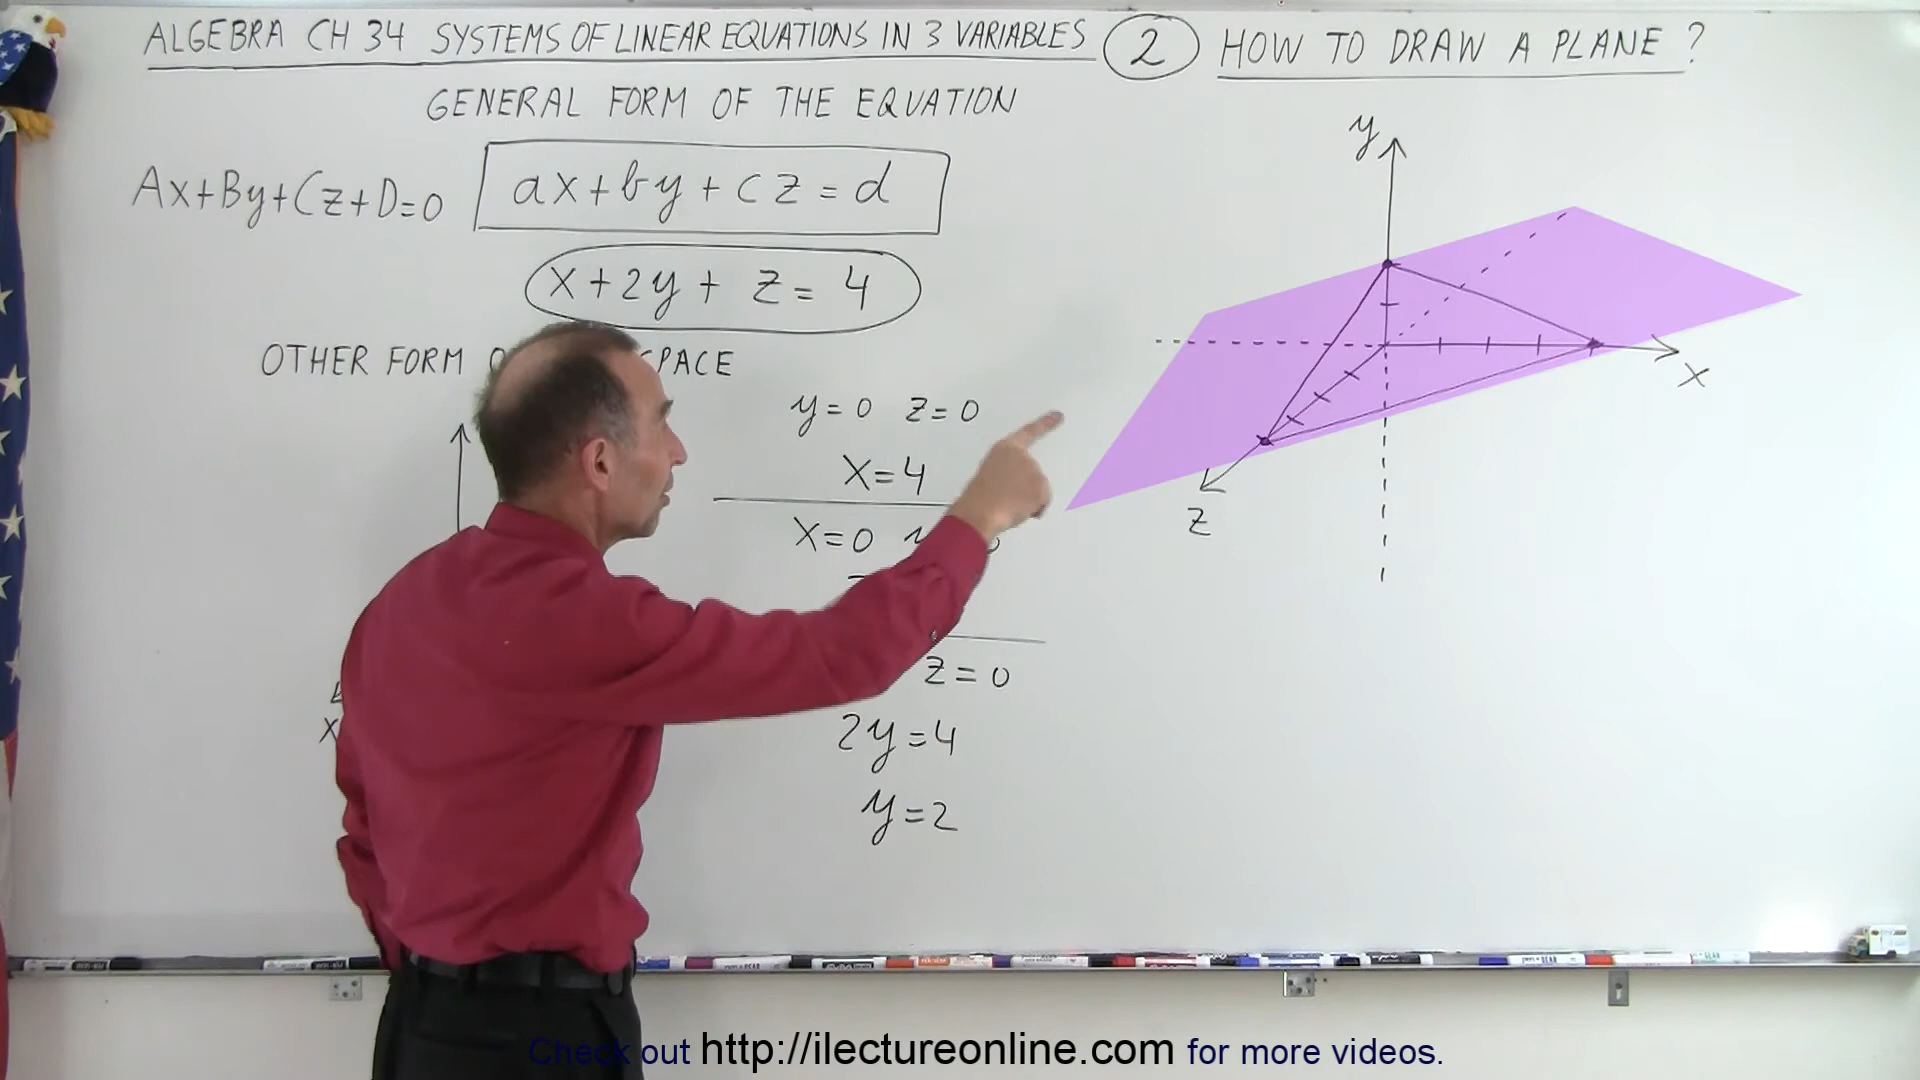 ALGEBRA CH 34 SYSTEMS OF LINEAR EQUATIONS IN 3 VARIABLES 2 HOW TO DRAW A PLANE ?
GENERAL FORM OF THE EQUATION
Ax+By+Cz+D=0 ax+by+cz=d
x+2y+ z=4
OTHER FORM
y=0 z=0
x=4
x=0
z=0
2y=4
y=2
x
y
x
z
Check out http://ilectureonline.com for more videos.